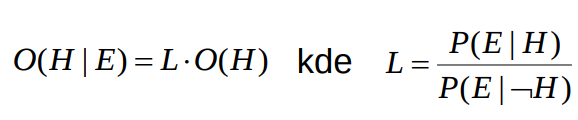 O(H | E) = L · O(H) kde L = P(E | H) / P(E | ¬H)